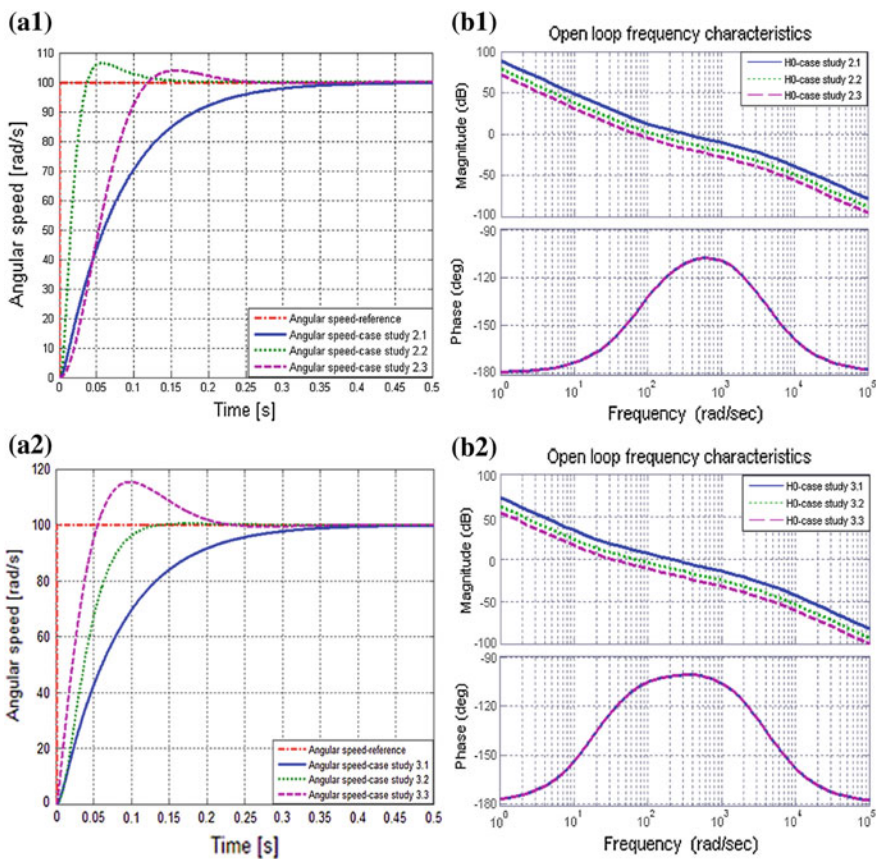 (a1)
110
100
90
80
70
60
50
40
30
20
10
0
Angular speed [rad/s]
Angular speed-reference
Angular speed-case study 2.1
Angular speed-case study 2.2
Angular speed-case study 2.3
0 0.05 0.1 0.15 0.2 0.25 0.3 0.35 0.4 0.45 0.5
Time [s]
(b1)
Open loop frequency characteristics
100
50
0
-50
-100
Magnitude (dB)
H0-case study 2.1
H0-case study 2.2
H0-case study 2.3
-90
-120
-150
-180
Phase (deg)
10^0 10^1 10^2 10^3 10^4 10^5
Frequency (rad/sec)
(a2)
120
100
80
60
40
20
0
Angular speed [rad/s]
Angular speed-reference
Angular speed-case study 3.1
Angular speed-case study 3.2
Angular speed-case study 3.3
0 0.05 0.1 0.15 0.2 0.25 0.3 0.35 0.4 0.45 0.5
Time [s]
(b2)
Open loop frequency characteristics
100
50
0
-50
-100
Magnitude (dB)
H0-case study 3.1
H0-case study 3.2
H0-case study 3.3
-90
-120
-150
-180
Phase (deg)
10^0 10^1 10^2 10^3 10^4 10^5
Frequency (rad/sec)